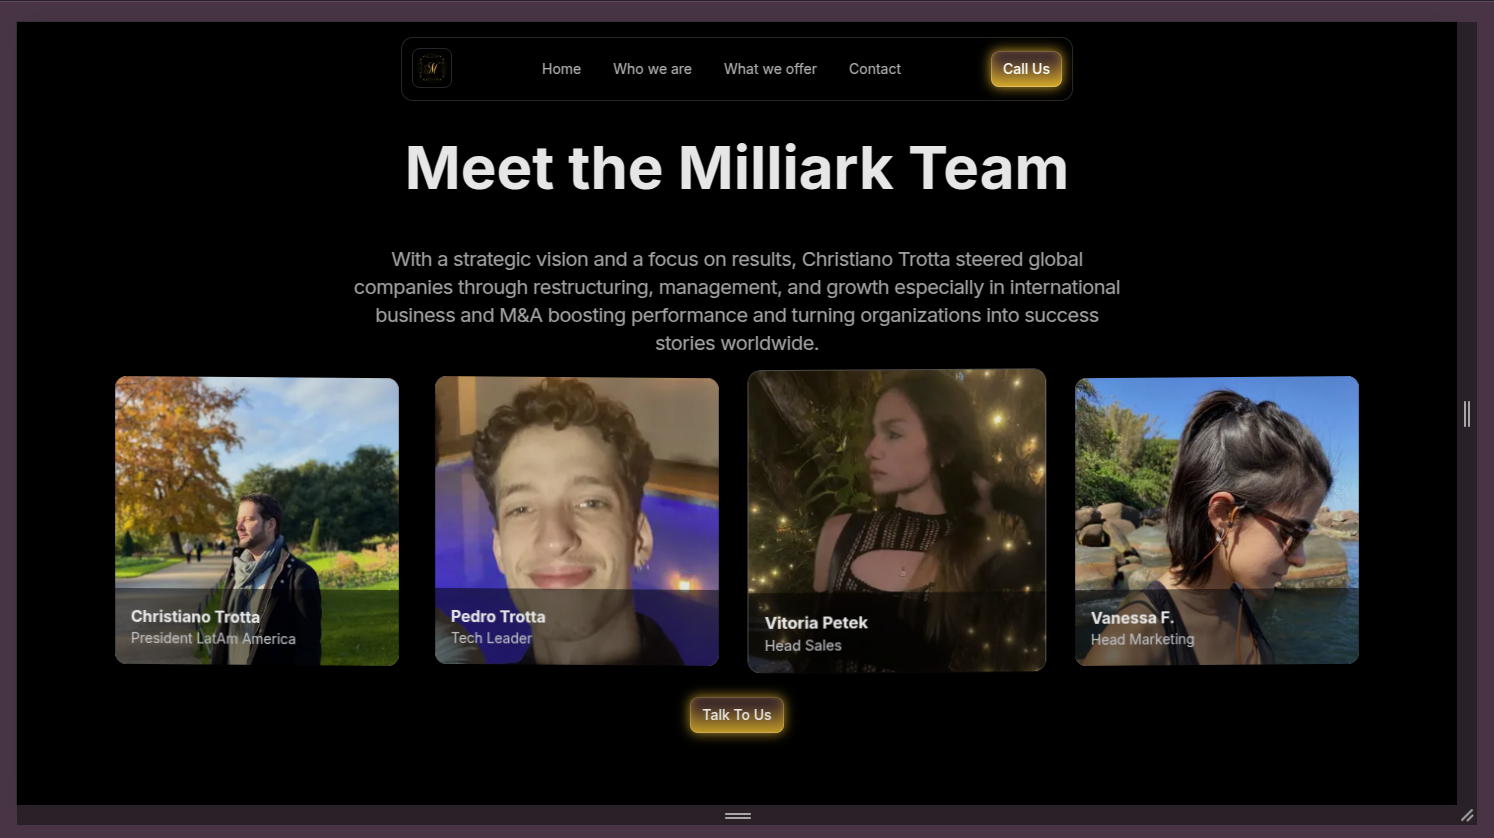 M
Home
Who we are
What we offer
Contact
Call Us
Meet the Milliark Team
With a strategic vision and a focus on results, Christiano Trotta steered global
companies through restructuring, management, and growth especially in international
business and M&A boosting performance and turning organizations into success
stories worldwide.
Christiano Trotta
President LatAm America
Pedro Trotta
Tech Leader
Vitoria Petek
Head Sales
Vanessa F.
Head Marketing
Talk To Us